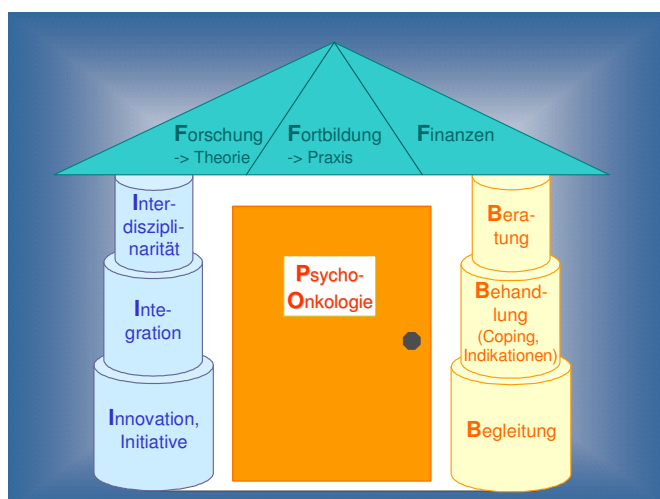 Forschung
-> Theorie
Fortbildung
-> Praxis
Finanzen
Inter-
disziplin-
narität
Inte-
gration
Innovation,
Initiative
Psycho-
Onkologie
Bera-
tung
Behand-
lung
(Coping,
Indikationen)
Begleitung